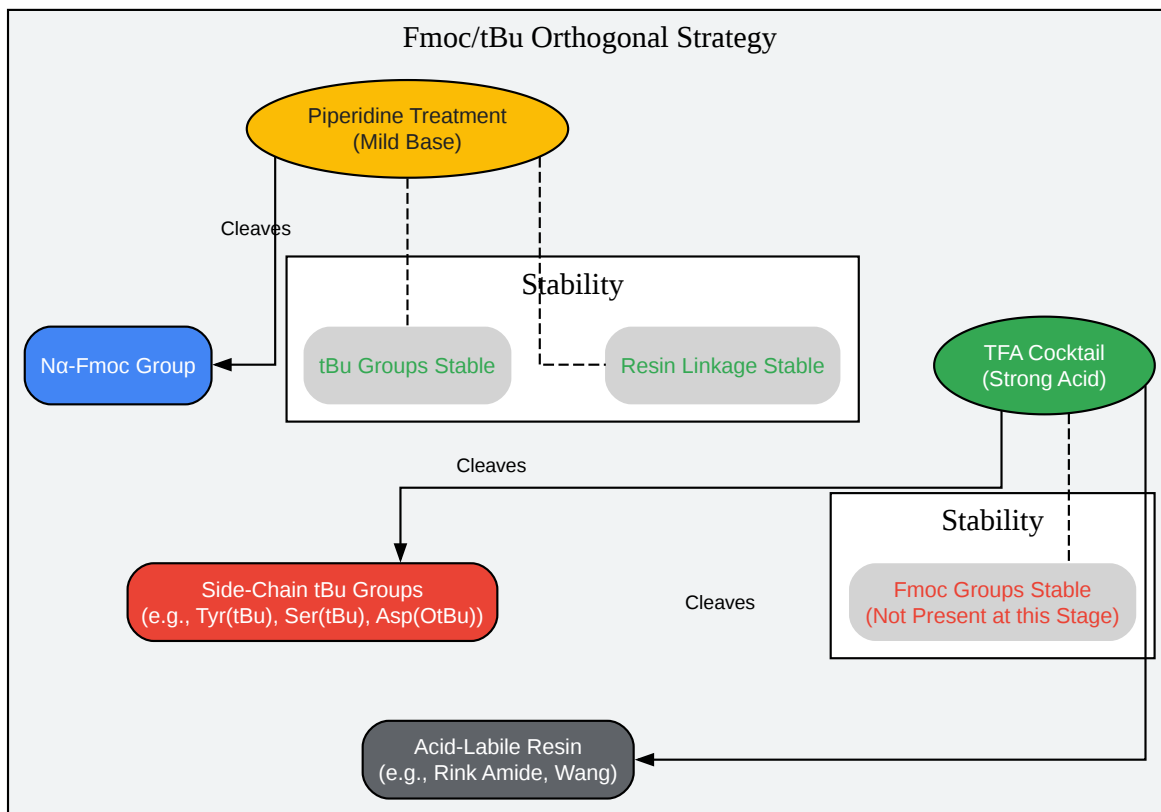 Fmoc/tBu Orthogonal Strategy
Piperidine Treatment
(Mild Base)
Cleaves
Stability
Nα-Fmoc Group
tBu Groups Stable
Resin Linkage Stable
TFA Cocktail
(Strong Acid)
Cleaves
Stability
Side-Chain tBu Groups
(e.g., Tyr(tBu), Ser(tBu), Asp(OtBu))
Cleaves
Fmoc Groups Stable
(Not Present at this Stage)
Acid-Labile Resin
(e.g., Rink Amide, Wang)